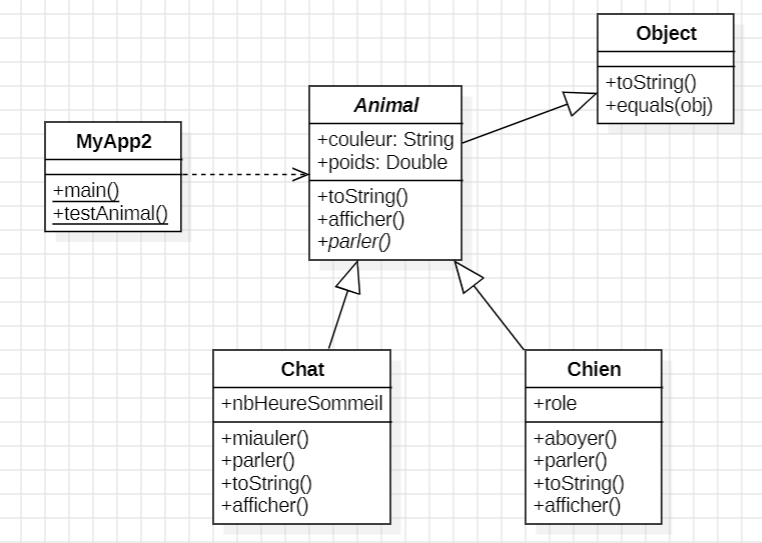 Object
+toString()
+equals(obj)
Animal
+couleur: String
+poids: Double
+toString()
+afficher()
+parler()
MyApp2
+main()
+testAnimal()
Chat
+nbHeureSommeil
+miauler()
+parler()
+toString()
+afficher()
Chien
+role
+aboyer()
+parler()
+toString()
+afficher()